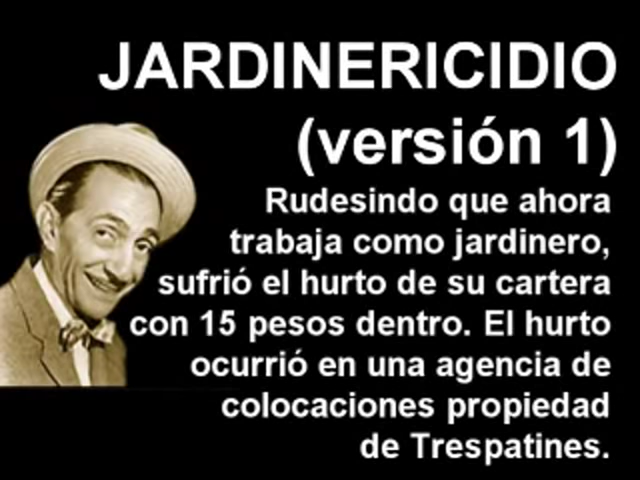 JARDINERICIDIO
(versión 1)
Rudesindo que ahora
trabaja como jardinero,
sufrió el hurto de su cartera
con 15 pesos dentro. El hurto
ocurrió en una agencia de
colocaciones propiedad
de Trespatines.